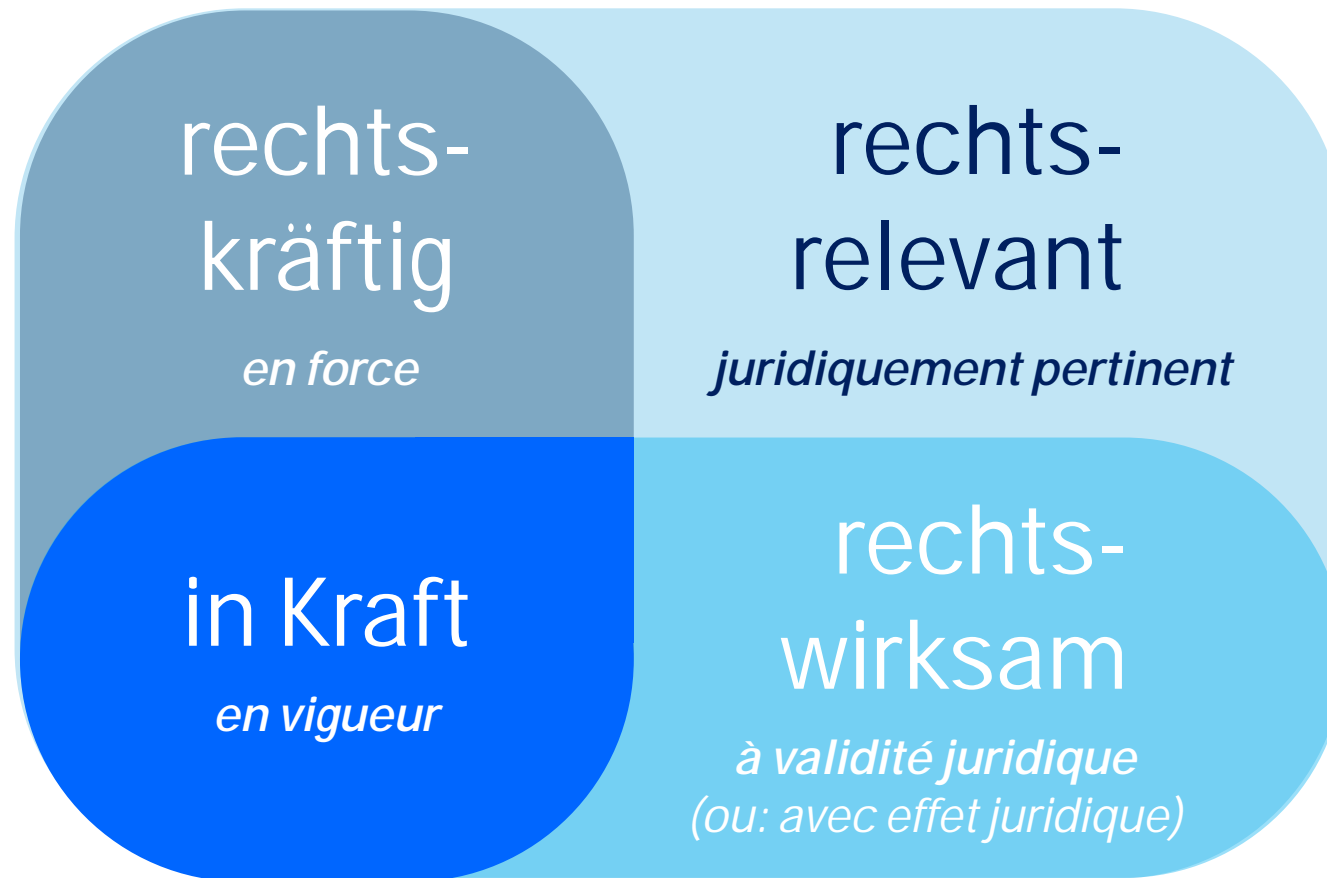 rechts-
kräftig
en force
rechts-
relevant
juridiquement pertinent
in Kraft
en vigueur
rechts-
wirksam
à validité juridique
(ou: avec effet juridique)